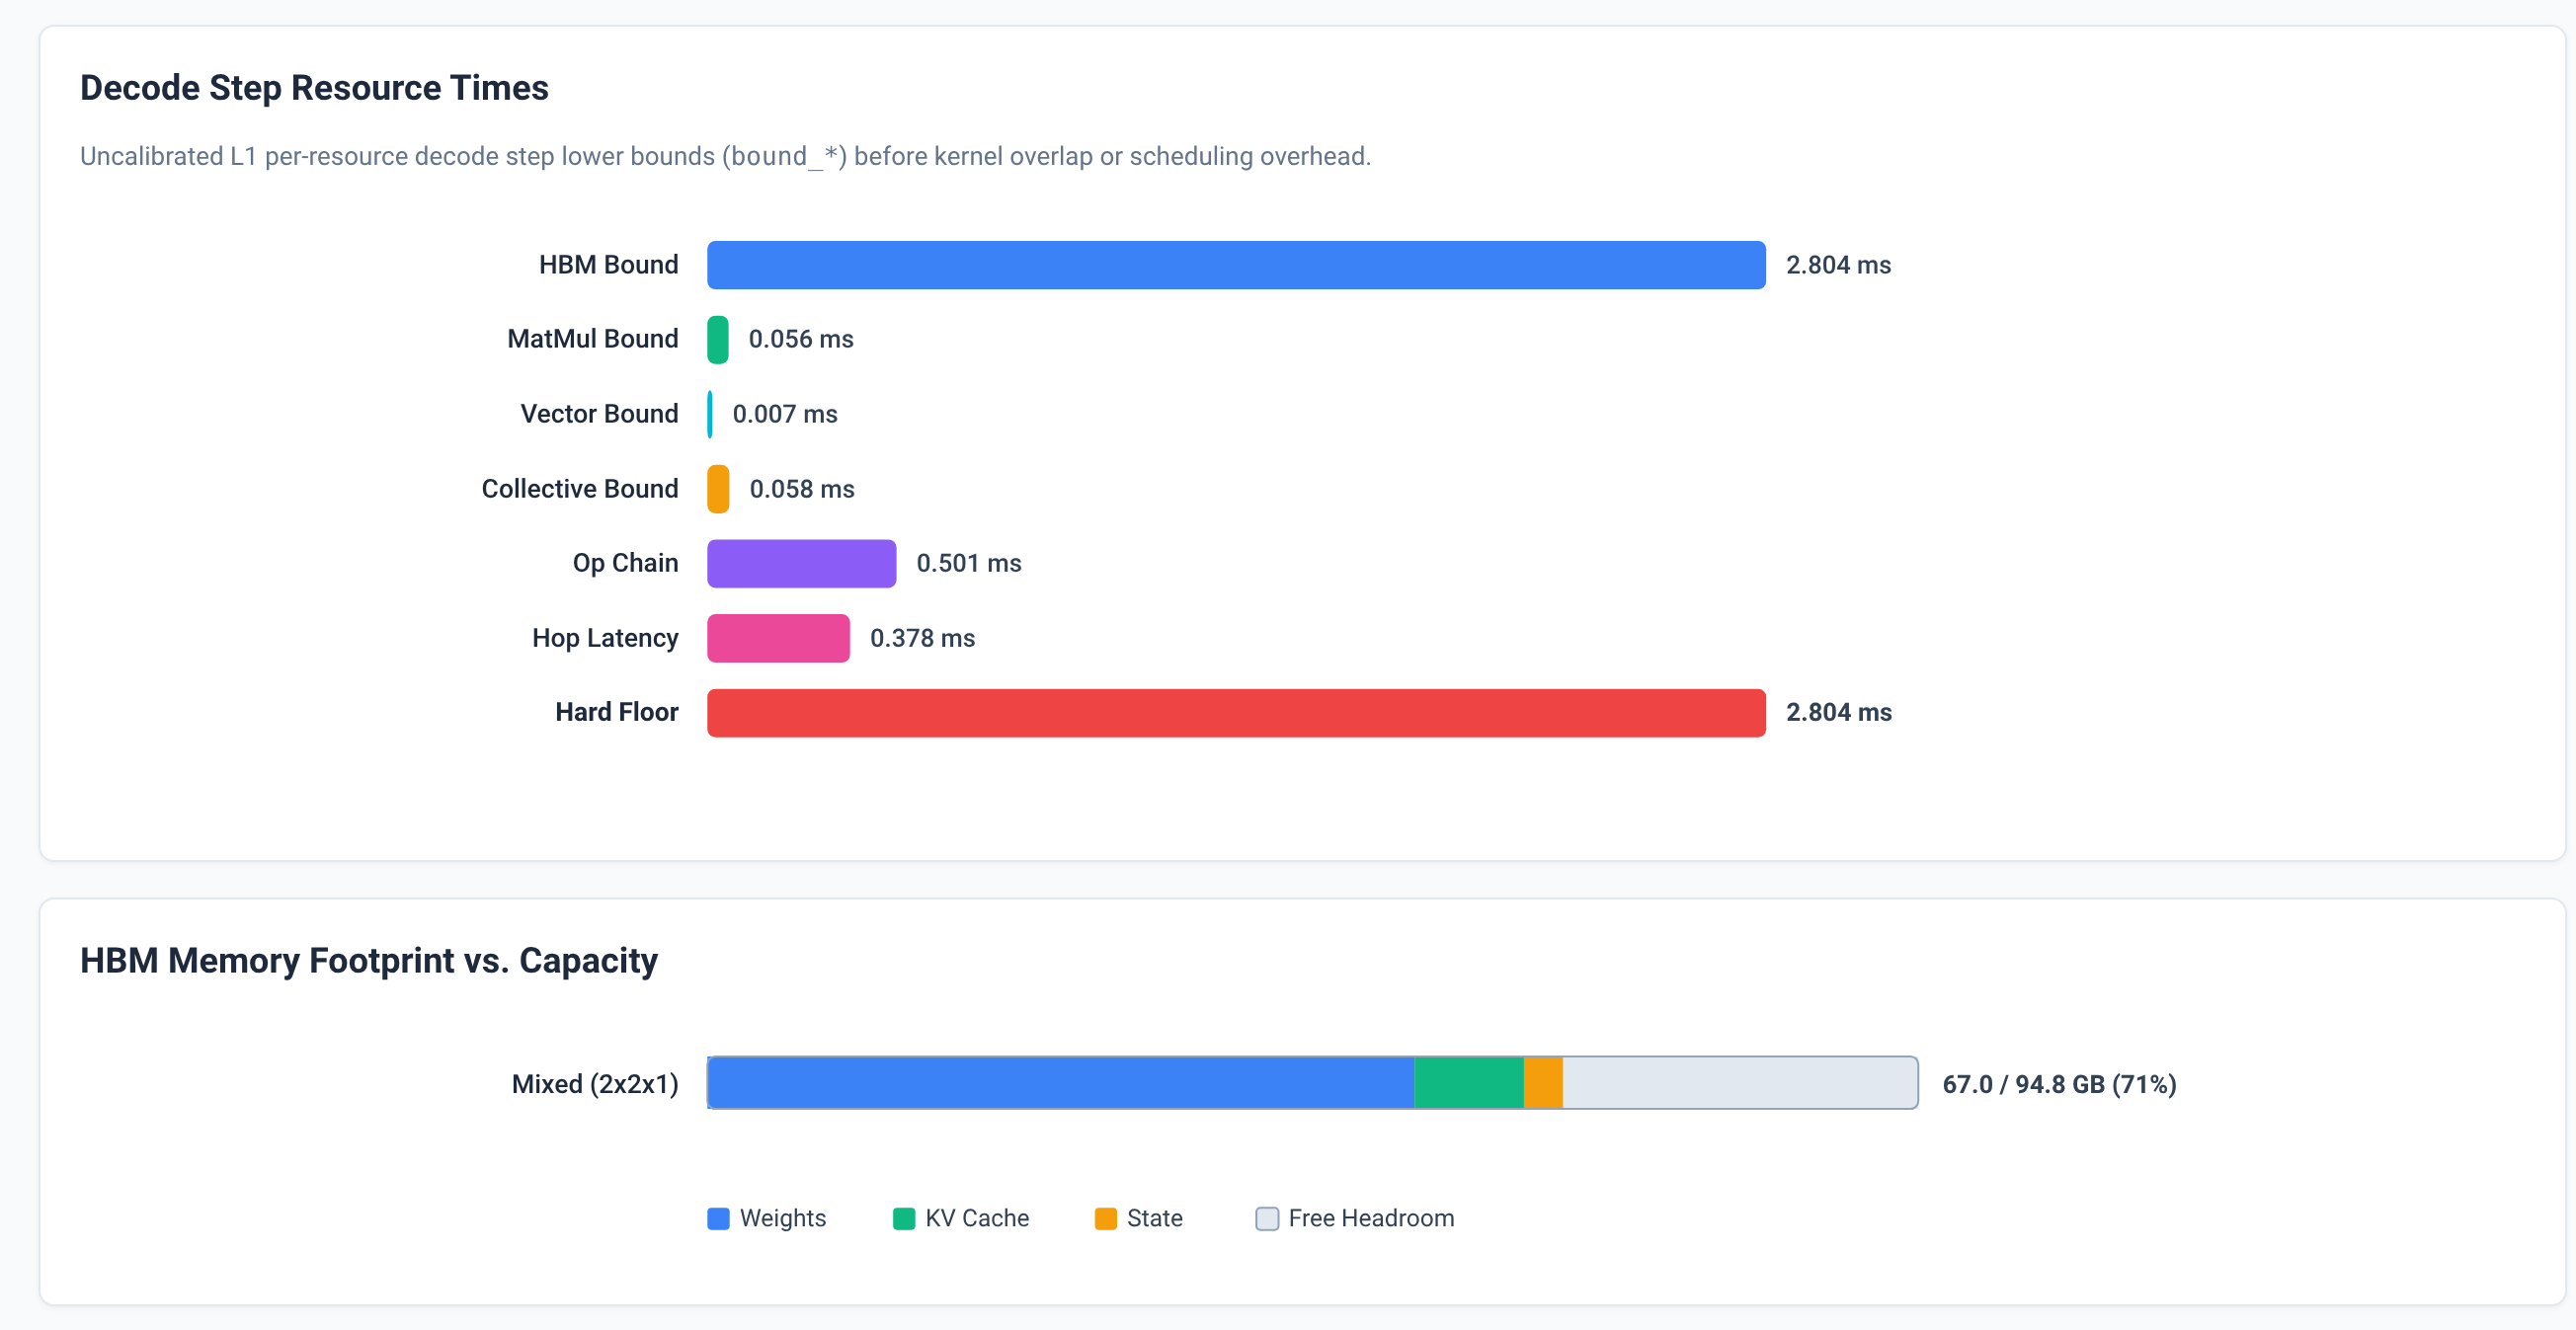 Decode Step Resource Times
Uncalibrated L1 per-resource decode step lower bounds (bound_*) before kernel overlap or scheduling overhead.
HBM Bound 2.804 ms
MatMul Bound 0.056 ms
Vector Bound 0.007 ms
Collective Bound 0.058 ms
Op Chain 0.501 ms
Hop Latency 0.378 ms
Hard Floor 2.804 ms
HBM Memory Footprint vs. Capacity
Mixed (2x2x1) 67.0 / 94.8 GB (71%)
Weights KV Cache State Free Headroom